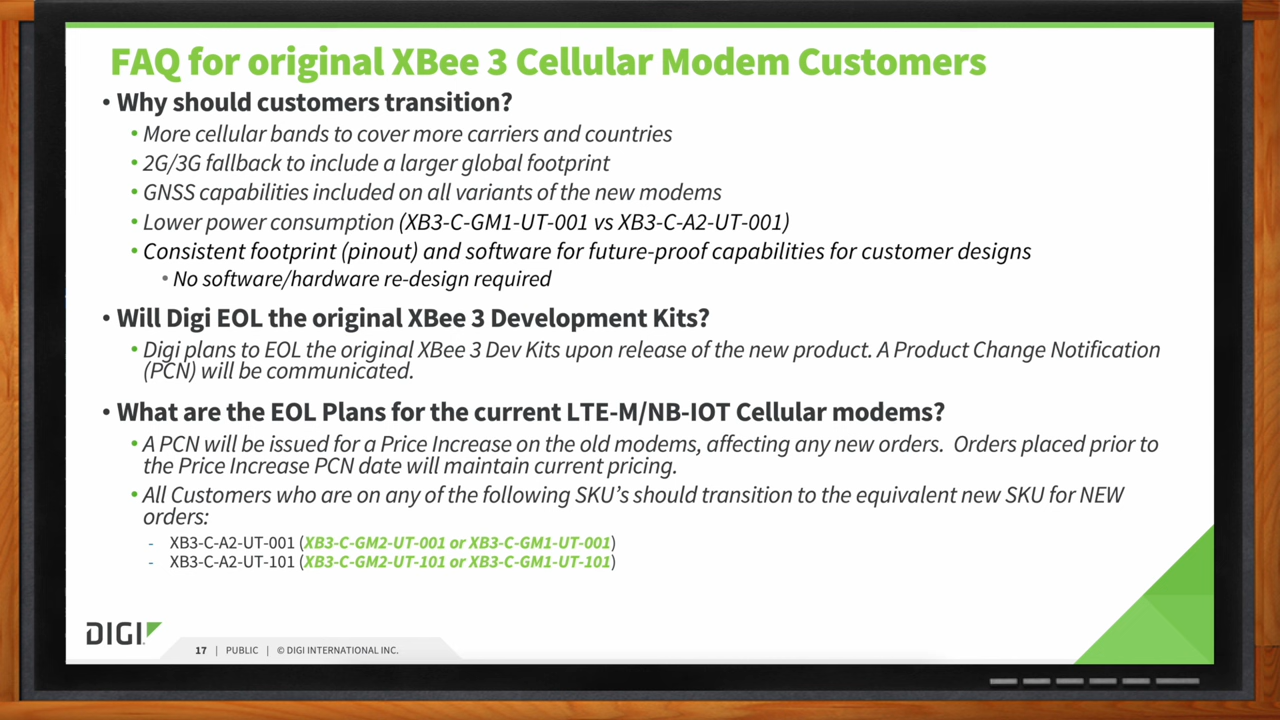 FAQ for original XBee 3 Cellular Modem Customers
• Why should customers transition?
• More cellular bands to cover more carriers and countries
• 2G/3G fallback to include a larger global footprint
• GNSS capabilities included on all variants of the new modems
• Lower power consumption (XB3-C-GM1-UT-001 vs XB3-C-A2-UT-001)
• Consistent footprint (pinout) and software for future-proof capabilities for customer designs
• No software/hardware re-design required
• Will Digi EOL the original XBee 3 Development Kits?
• Digi plans to EOL the original XBee 3 Dev Kits upon release of the new product. A Product Change Notification
(PCN) will be communicated.
• What are the EOL Plans for the current LTE-M/NB-IOT Cellular modems?
• A PCN will be issued for a Price Increase on the old modems, affecting any new orders. Orders placed prior to
the Price Increase PCN date will maintain current pricing.
• All Customers who are on any of the following SKU's should transition to the equivalent new SKU for NEW
orders:
- XB3-C-A2-UT-001 (XB3-C-GM2-UT-001 or XB3-C-GM1-UT-001)
- XB3-C-A2-UT-101 (XB3-C-GM2-UT-101 or XB3-C-GM1-UT-101)
DIGI
17 | PUBLIC | © DIGI INTERNATIONAL INC.